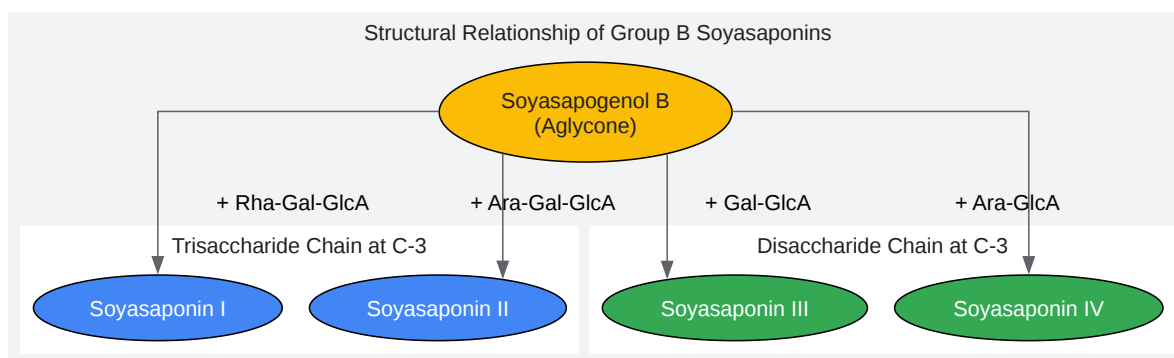 Structural Relationship of Group B Soyasaponins
Soyasapogenol B
(Aglycone)
+ Rha-Gal-GlcA
+ Ara-Gal-GlcA
+ Gal-GlcA
+ Ara-GlcA
Trisaccharide Chain at C-3
Disaccharide Chain at C-3
Soyasaponin I
Soyasaponin II
Soyasaponin III
Soyasaponin IV